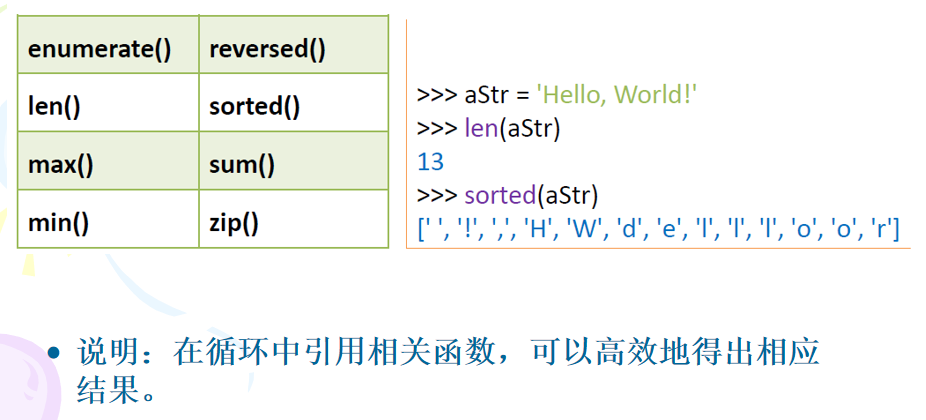 enumerate() reversed()
len() sorted()
max() sum()
min() zip()
>>> aStr = 'Hello, World!'
>>> len(aStr)
13
>>> sorted(aStr)
[' ', '!', ',', 'H', 'W', 'd', 'e', 'l', 'l', 'l', 'o', 'o', 'r']
• 说明：在循环中引用相关函数，可以高效地得出相应
结果。